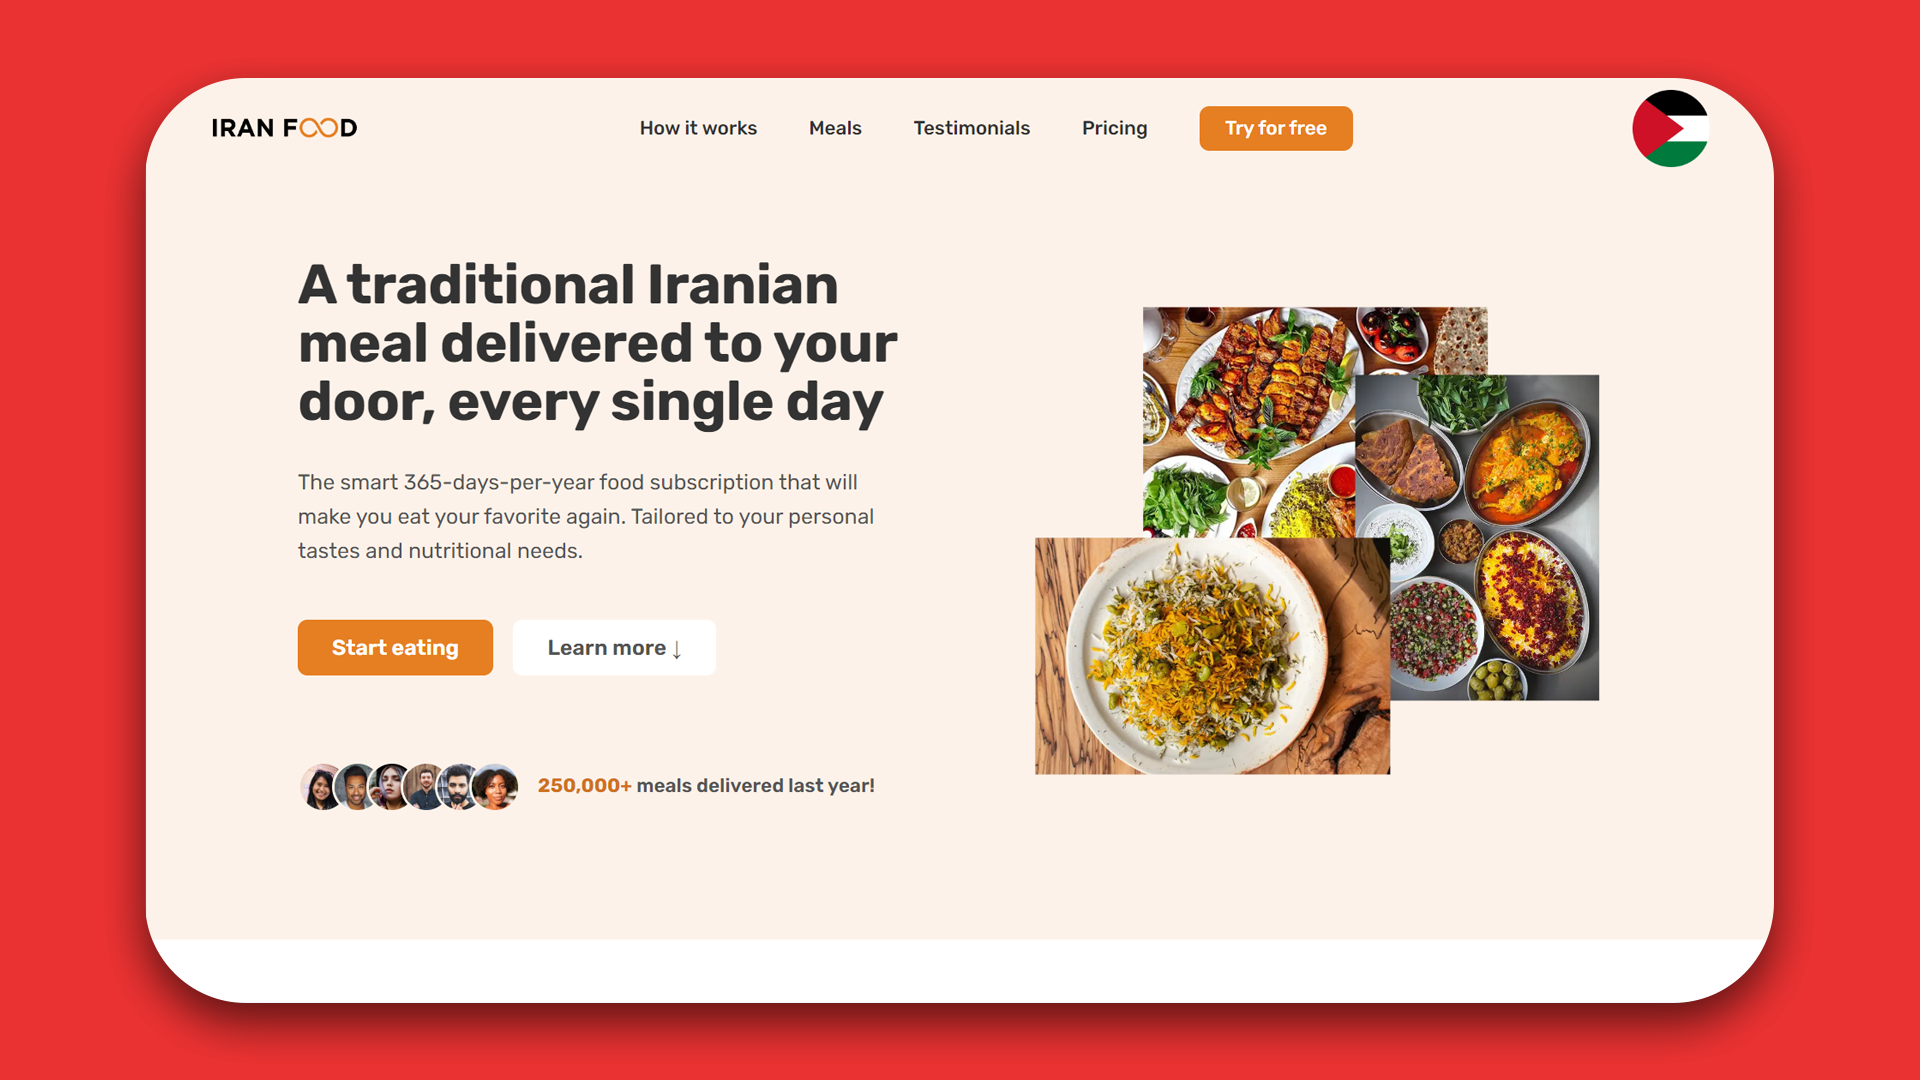 IRAN FOOD
How it works
Meals
Testimonials
Pricing
Try for free
A traditional Iranian
meal delivered to your
door, every single day
The smart 365-days-per-year food subscription that will
make you eat your favorite again. Tailored to your personal
tastes and nutritional needs.
Start eating
Learn more ↓
250,000+ meals delivered last year!